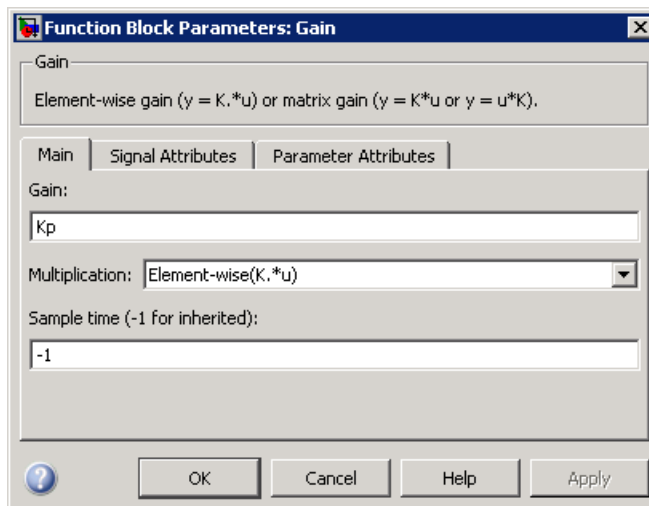 Function Block Parameters: Gain
Gain
Element-wise gain (y = K.*u) or matrix gain (y = K*u or y = u*K).
Main Signal Attributes Parameter Attributes
Gain:
Kp
Multiplication: Element-wise(K.*u)
Sample time (-1 for inherited):
-1
? OK Cancel Help Apply